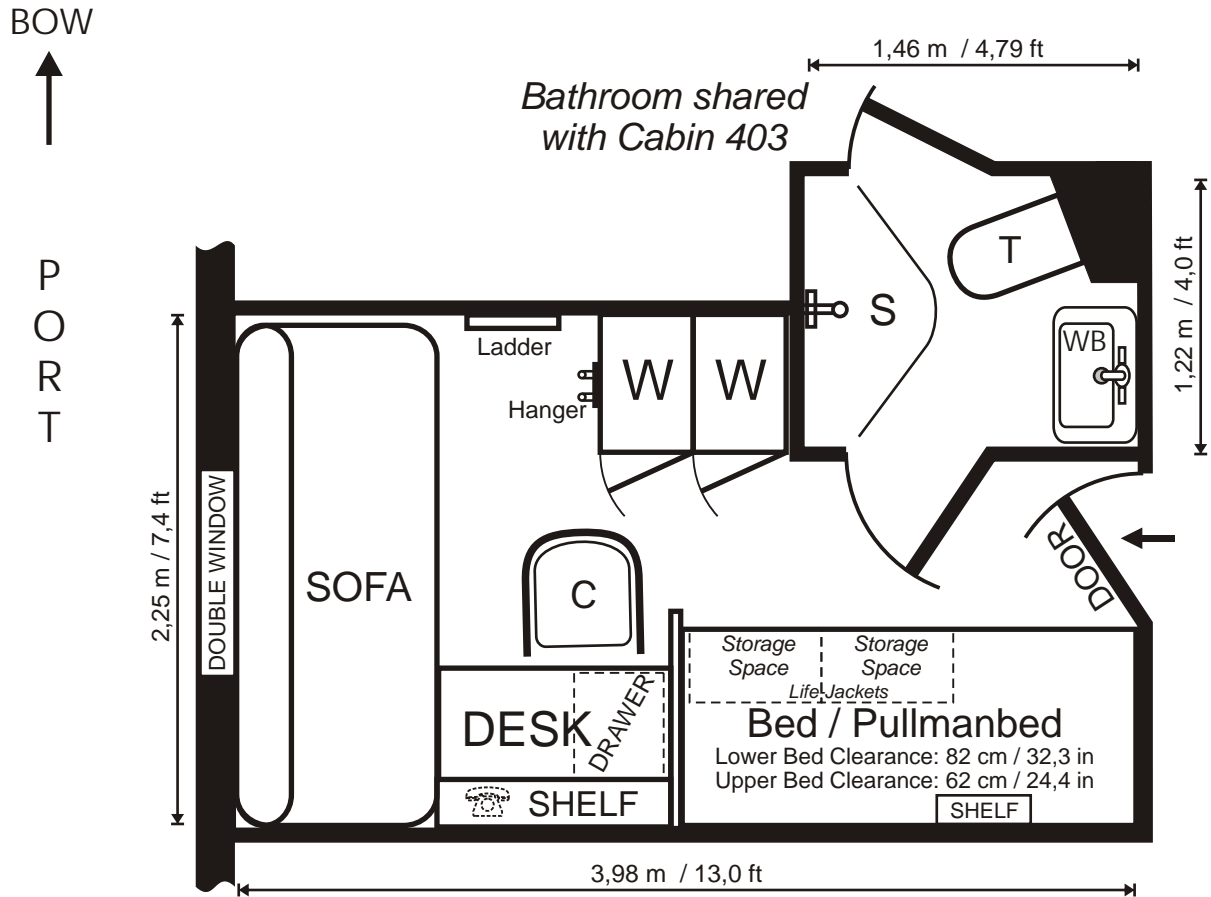 BOW
1,46 m / 4,79 ft
Bathroom shared
with Cabin 403
P
O
R
T
T
S
WB
1,22 m / 4,0 ft
Ladder
W W
Hanger
2,25 m / 7,4 ft
DOUBLE WINDOW
SOFA
C
DOOR
Storage
Space
Storage
Space
Life-Jackets
DESK
DRAWER
Bed / Pullmanbed
Lower Bed Clearance: 82 cm / 32,3 in
Upper Bed Clearance: 62 cm / 24,4 in
SHELF
SHELF
3,98 m / 13,0 ft